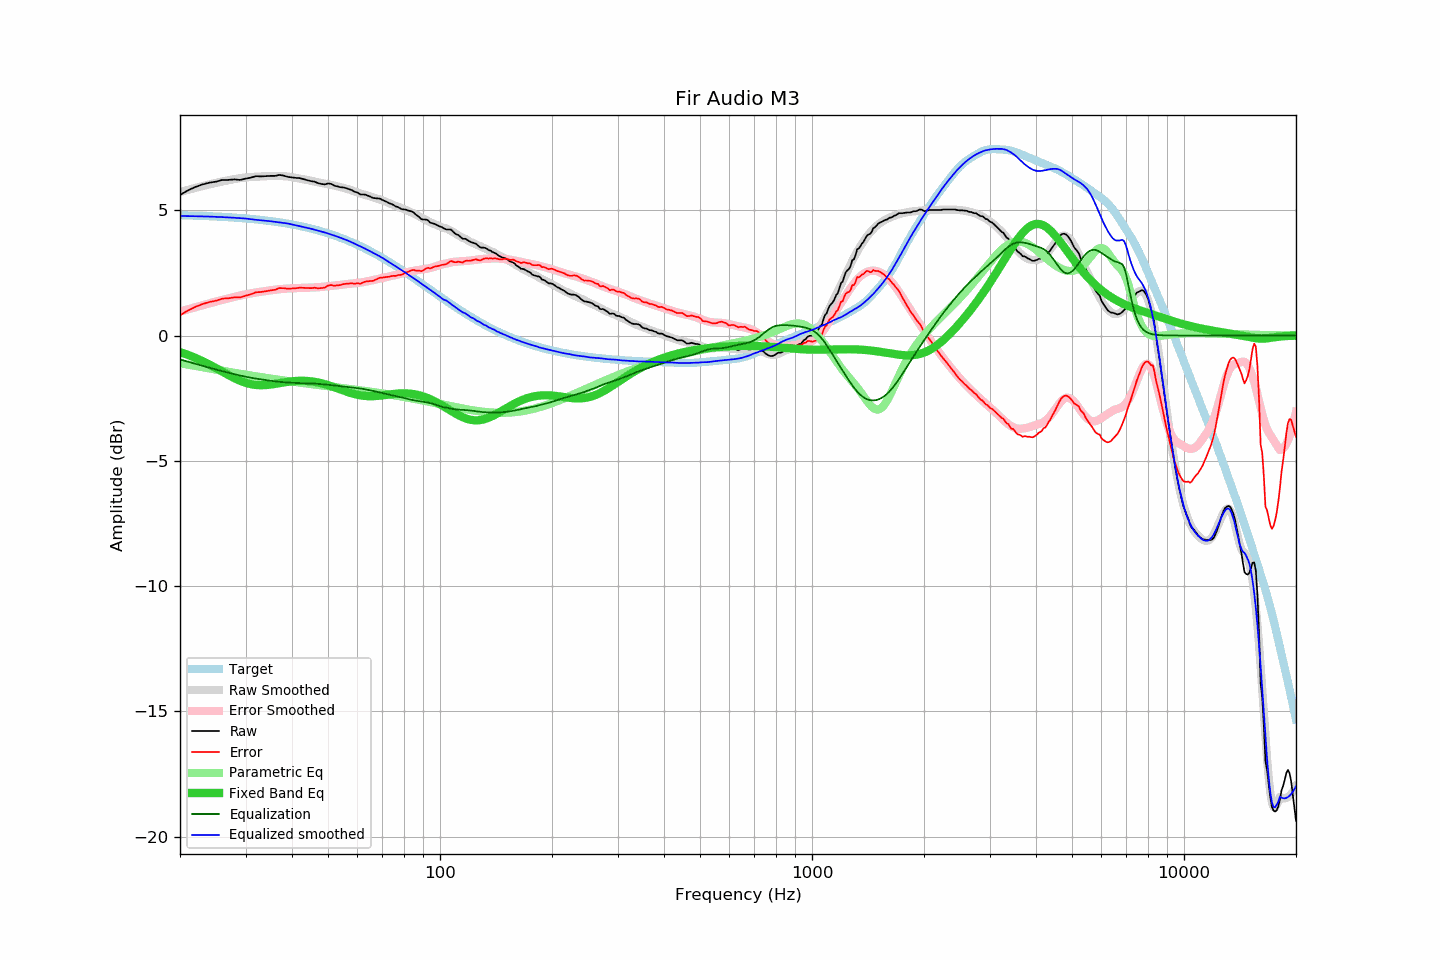 Fir Audio M3
Amplitude (dBr)
5
0
−5
−10
−15
−20
Target
Raw Smoothed
Error Smoothed
Raw
Error
Parametric Eq
Fixed Band Eq
Equalization
Equalized smoothed
100
1000
10000
Frequency (Hz)